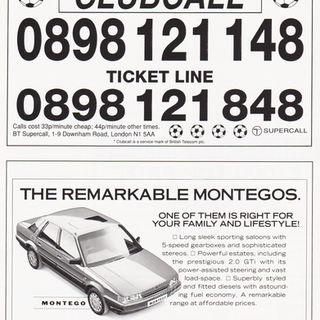 CLUBCALL
0898 121 148
TICKET LINE
0898 121 848
Calls cost 33p/minute cheap; 44p/minute other times.
BT Supercall, 1-9 Downham Road, London N1 5AA
T SUPERCALL
* Clubcall is a service mark of British Telecom plc.
THE REMARKABLE MONTEGOS.
ONE OF THEM IS RIGHT FOR
YOUR FAMILY AND LIFESTYLE!
□ Long sleek sporting saloons with
5-speed gearboxes and sophisticated
stereos. □ Powerful estates, including
the prestigious 2.0 GTi with its
power-assisted steering and vast
load-space. □ Superbly styled
and fitted diesels with astound-
ing fuel economy. A remarkable
range at affordable prices.
MONTEGO
MONTEGO